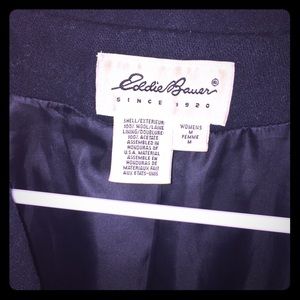 Eddie Bauer®
SINCE 1920
SHELL/EXTERIEUR:
100% WOOL/LAINE
LINING/DOUBLURE:
100% ACETATE
ASSEMBLED IN
HONDURAS OF
U.S.A. MATERIAL
ASSEMBLE EN
HONDURAS DE
MATERIAUX FAIT
AUX ETATS-UNIS
WOMENS
M
FEMME
M